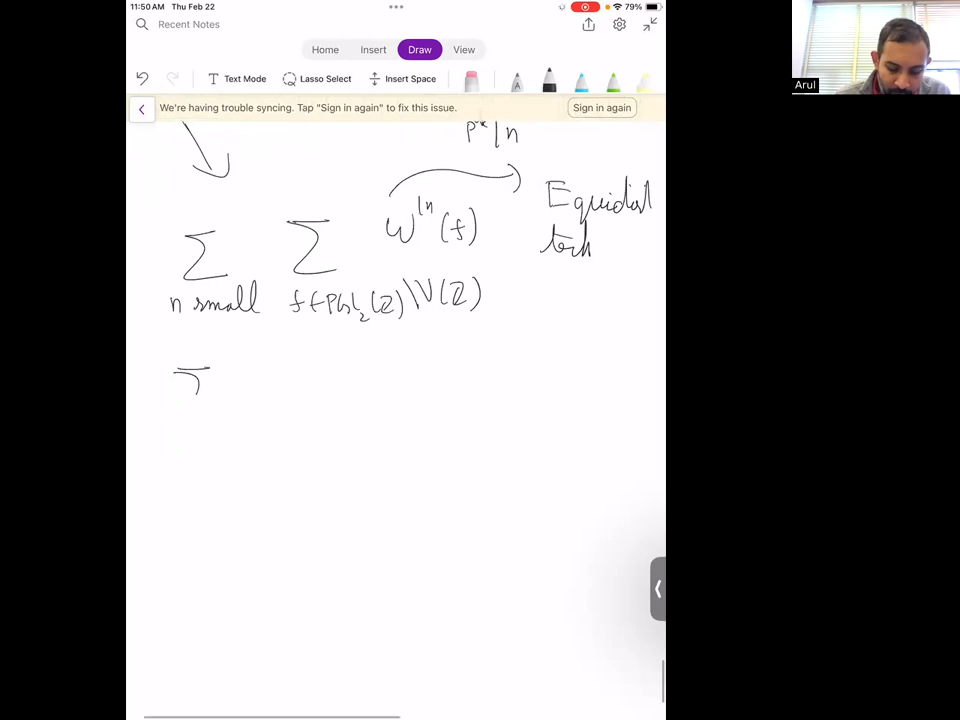 11:50 AM Thu Feb 22
79%
Recent Notes
Home Insert Draw View
Text Mode Lasso Select Insert Space
We're having trouble syncing. Tap "Sign in again" to fix this issue. Sign in again
Arul
| n
Σ Σ ω^{|n}(f) Equidist
tech
n small f ∈ PGL_2(Z)\V(Z)